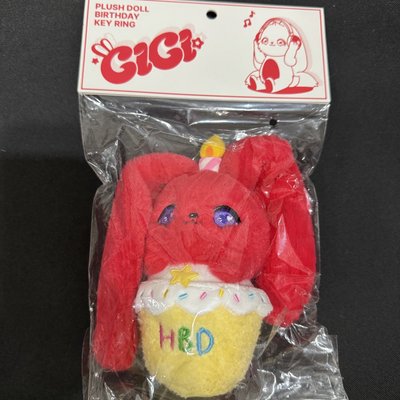 PLUSH DOLL
BIRTHDAY
KEY RING
GIGI
HBD